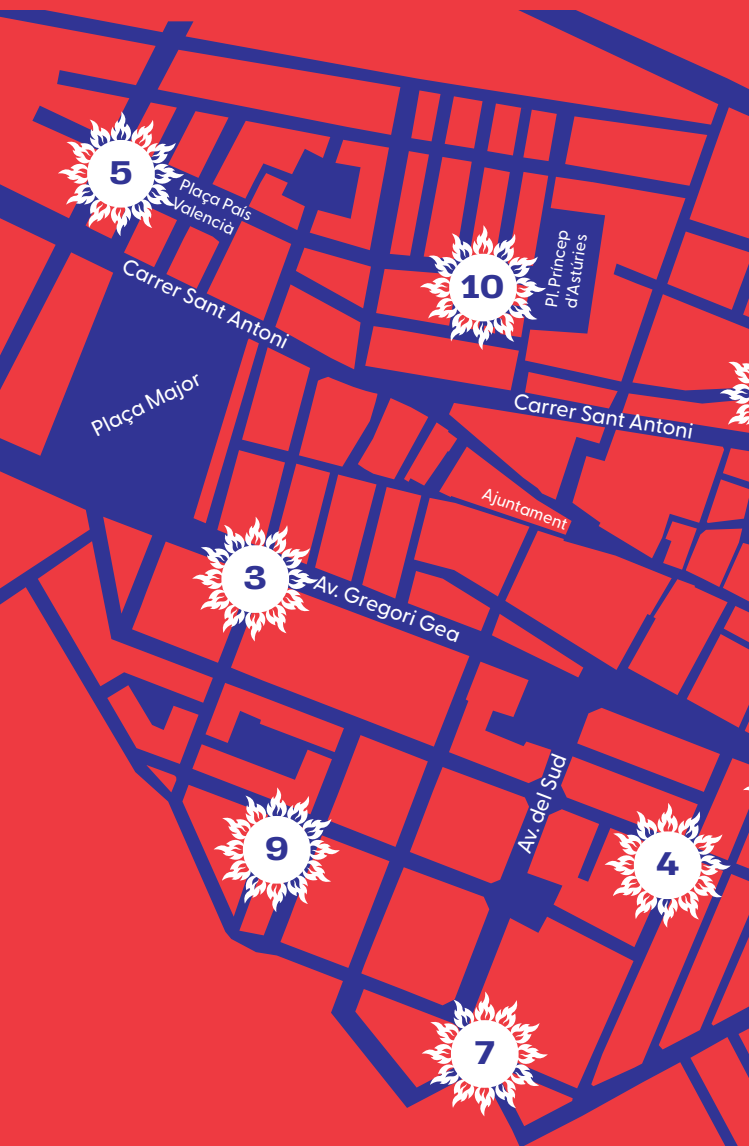 5
Plaça País
Valencià
10
Pl. Príncep
d'Astúries
Carrer Sant Antoni
Plaça Major
Carrer Sant Antoni
Ajuntament
3
Av. Gregori Gea
Av. del Sud
9
4
7